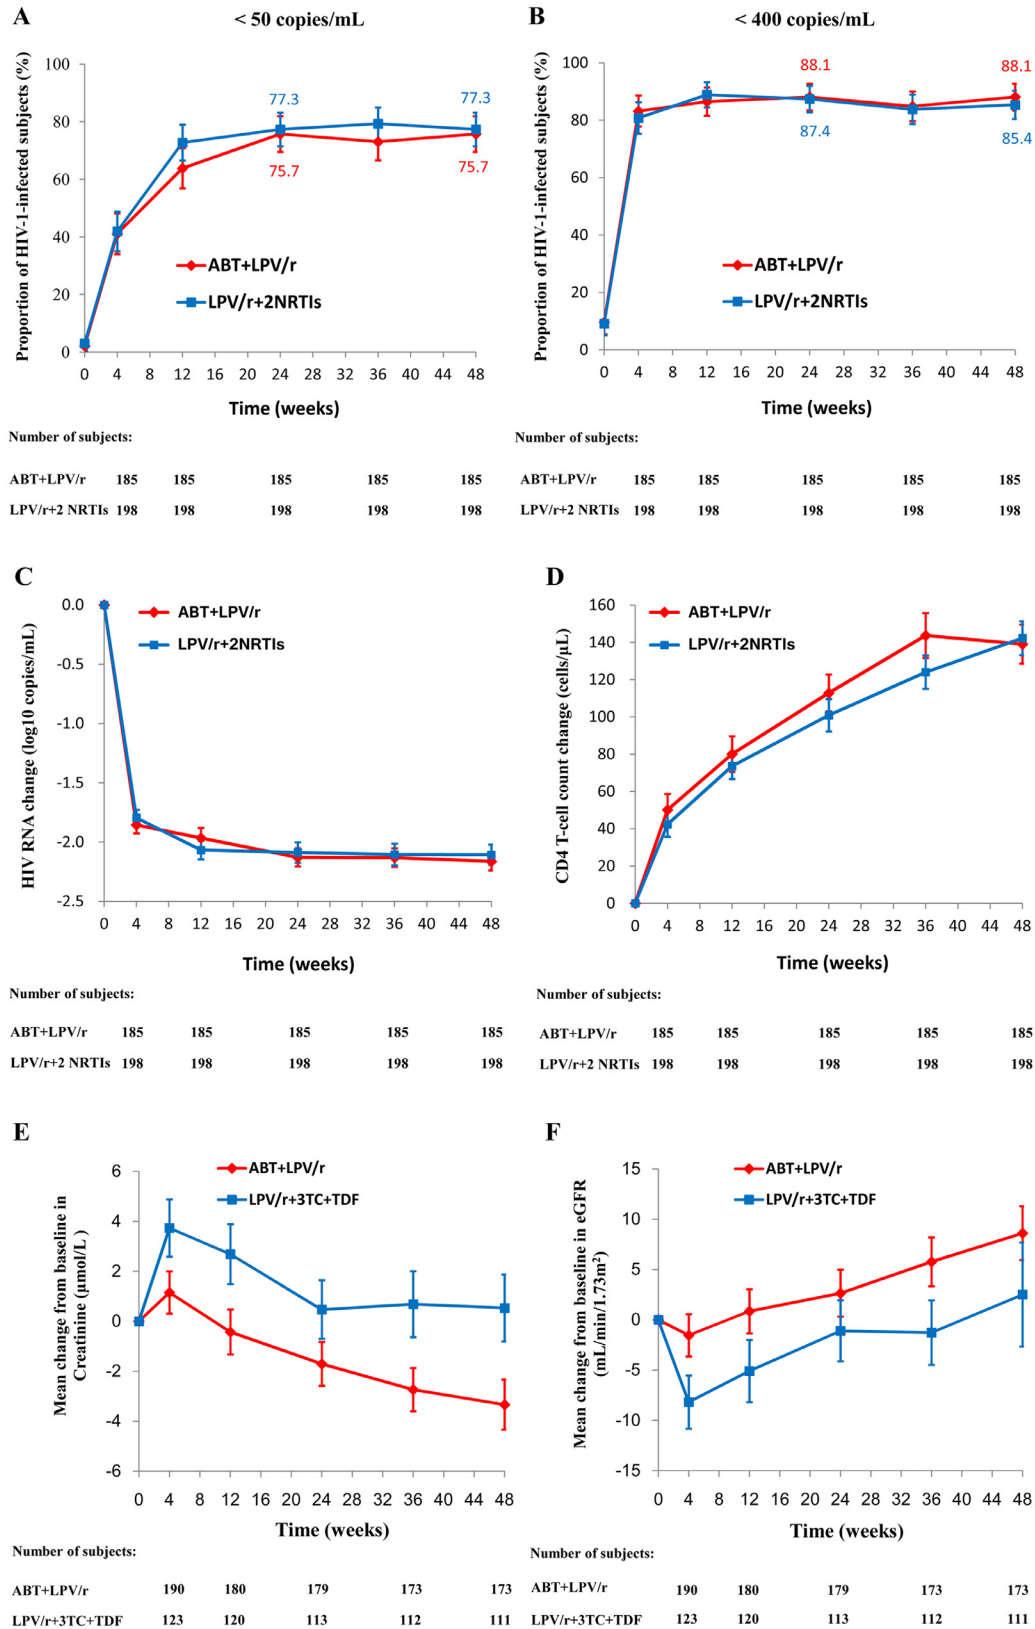 A
< 50 copies/mL
Proportion of HIV-1-infected subjects (%)
100
80
60
40
20
0
77.3
77.3
75.7
75.7
ABT+LPV/r
LPV/r+2NRTIs
0 4 8 12 16 20 24 28 32 36 40 44 48
Time (weeks)
Number of subjects:
ABT+LPV/r 185 185 185 185 185
LPV/r+2 NRTIs 198 198 198 198 198
B
< 400 copies/mL
Proportion of HIV-1-infected subjects (%)
100
80
60
40
20
0
88.1
88.1
87.4
85.4
ABT+LPV/r
LPV/r+2NRTIs
0 4 8 12 16 20 24 28 32 36 40 44 48
Time (weeks)
Number of subjects:
ABT+LPV/r 185 185 185 185 185
LPV/r+2 NRTIs 198 198 198 198 198
C
HIV RNA change (log10 copies/mL)
0.0
-0.5
-1.0
-1.5
-2.0
-2.5
ABT+LPV/r
LPV/r+2NRTIs
0 4 8 12 16 20 24 28 32 36 40 44 48
Time (weeks)
Number of subjects:
ABT+LPV/r 185 185 185 185 185
LPV/r+2 NRTIs 198 198 198 198 198
D
CD4 T-cell count change (cells/μL)
160
140
120
100
80
60
40
20
0
ABT+LPV/r
LPV/r+2NRTIs
0 4 8 12 16 20 24 28 32 36 40 44 48
Time (weeks)
Number of subjects:
ABT+LPV/r 185 185 185 185 185
LPV/r+2 NRTIs 198 198 198 198 198
E
Mean change from baseline in
Creatinine (μmol/L )
6
4
2
0
-2
-4
-6
ABT+LPV/r
LPV/r+3TC+TDF
0 4 8 12 16 20 24 28 32 36 40 44 48
Time (weeks)
Number of subjects:
ABT+LPV/r 190 180 179 173 173
LPV/r+3TC+TDF 123 120 113 112 111
F
Mean change from baseline in eGFR
(mL/min/1.73m²)
15
10
5
0
-5
-10
-15
ABT+LPV/r
LPV/r+3TC+TDF
0 4 8 12 16 20 24 28 32 36 40 44 48
Time (weeks)
Number of subjects:
ABT+LPV/r 190 180 179 173 173
LPV/r+3TC+TDF 123 120 113 112 111